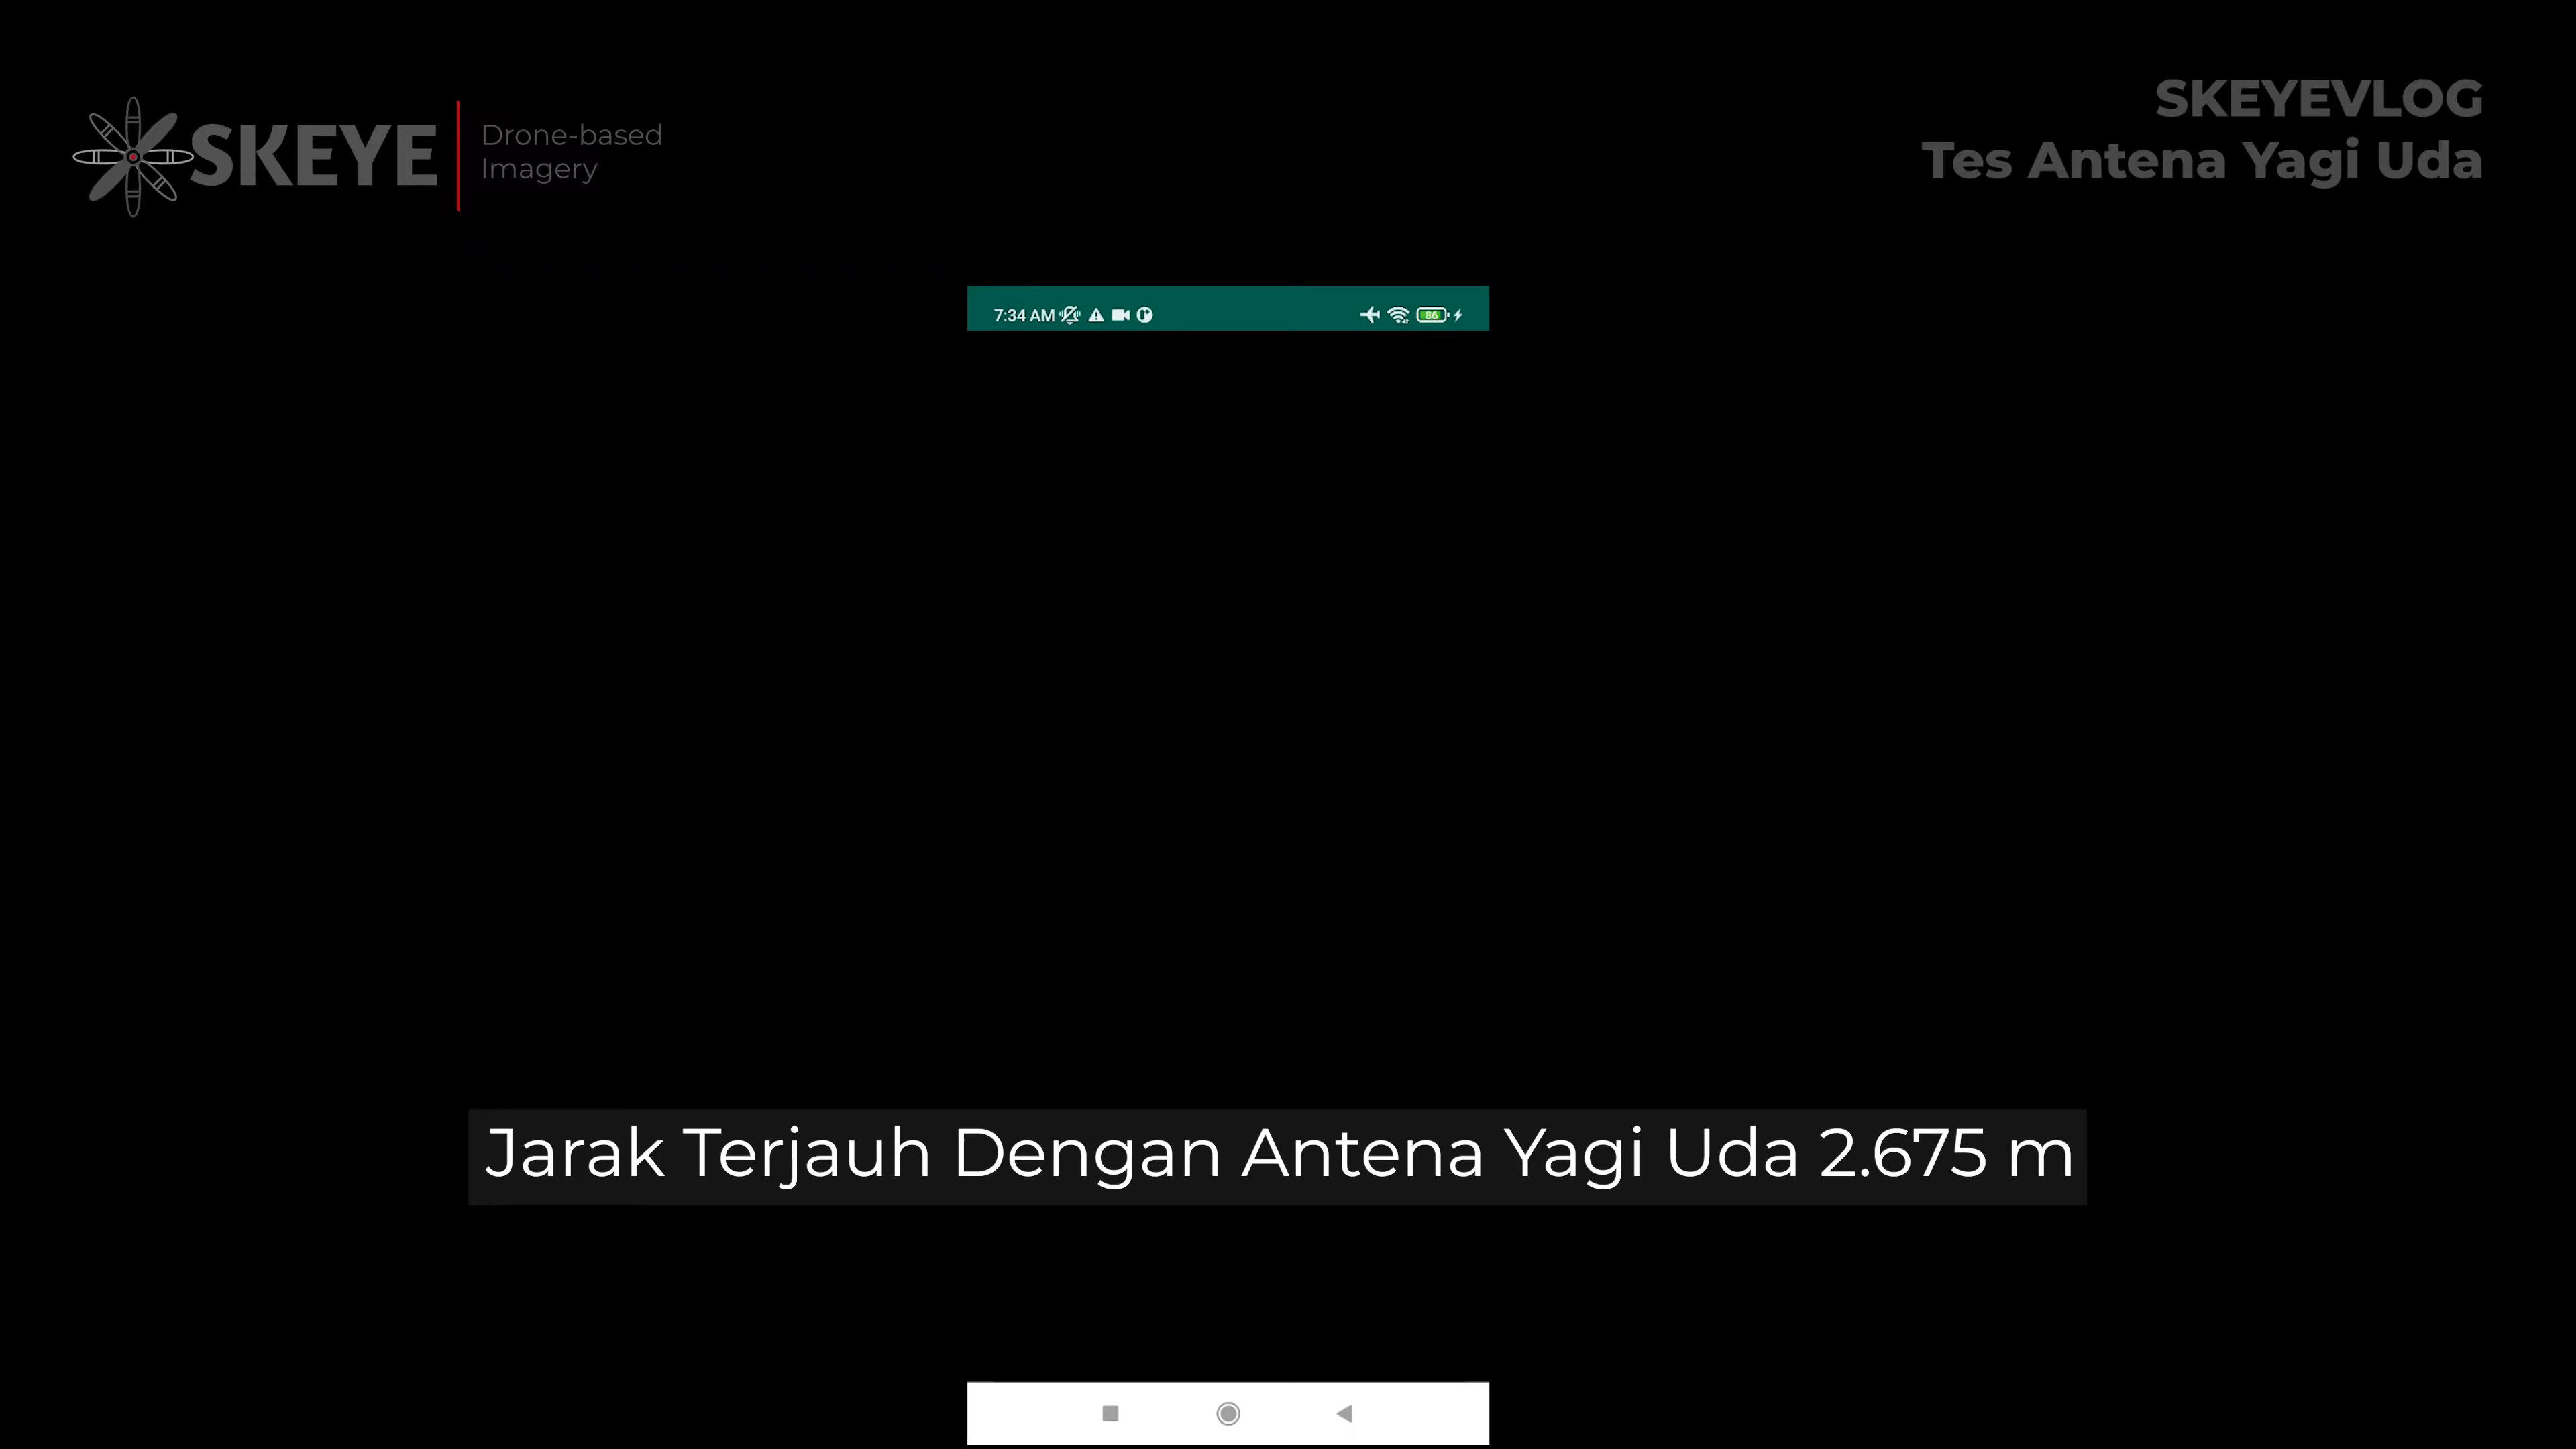 SKEYE
Drone-based
Imagery
SKEYEVLOG
Tes Antena Yagi Uda
7:34 AM
86
Jarak Terjauh Dengan Antena Yagi Uda 2.675 m